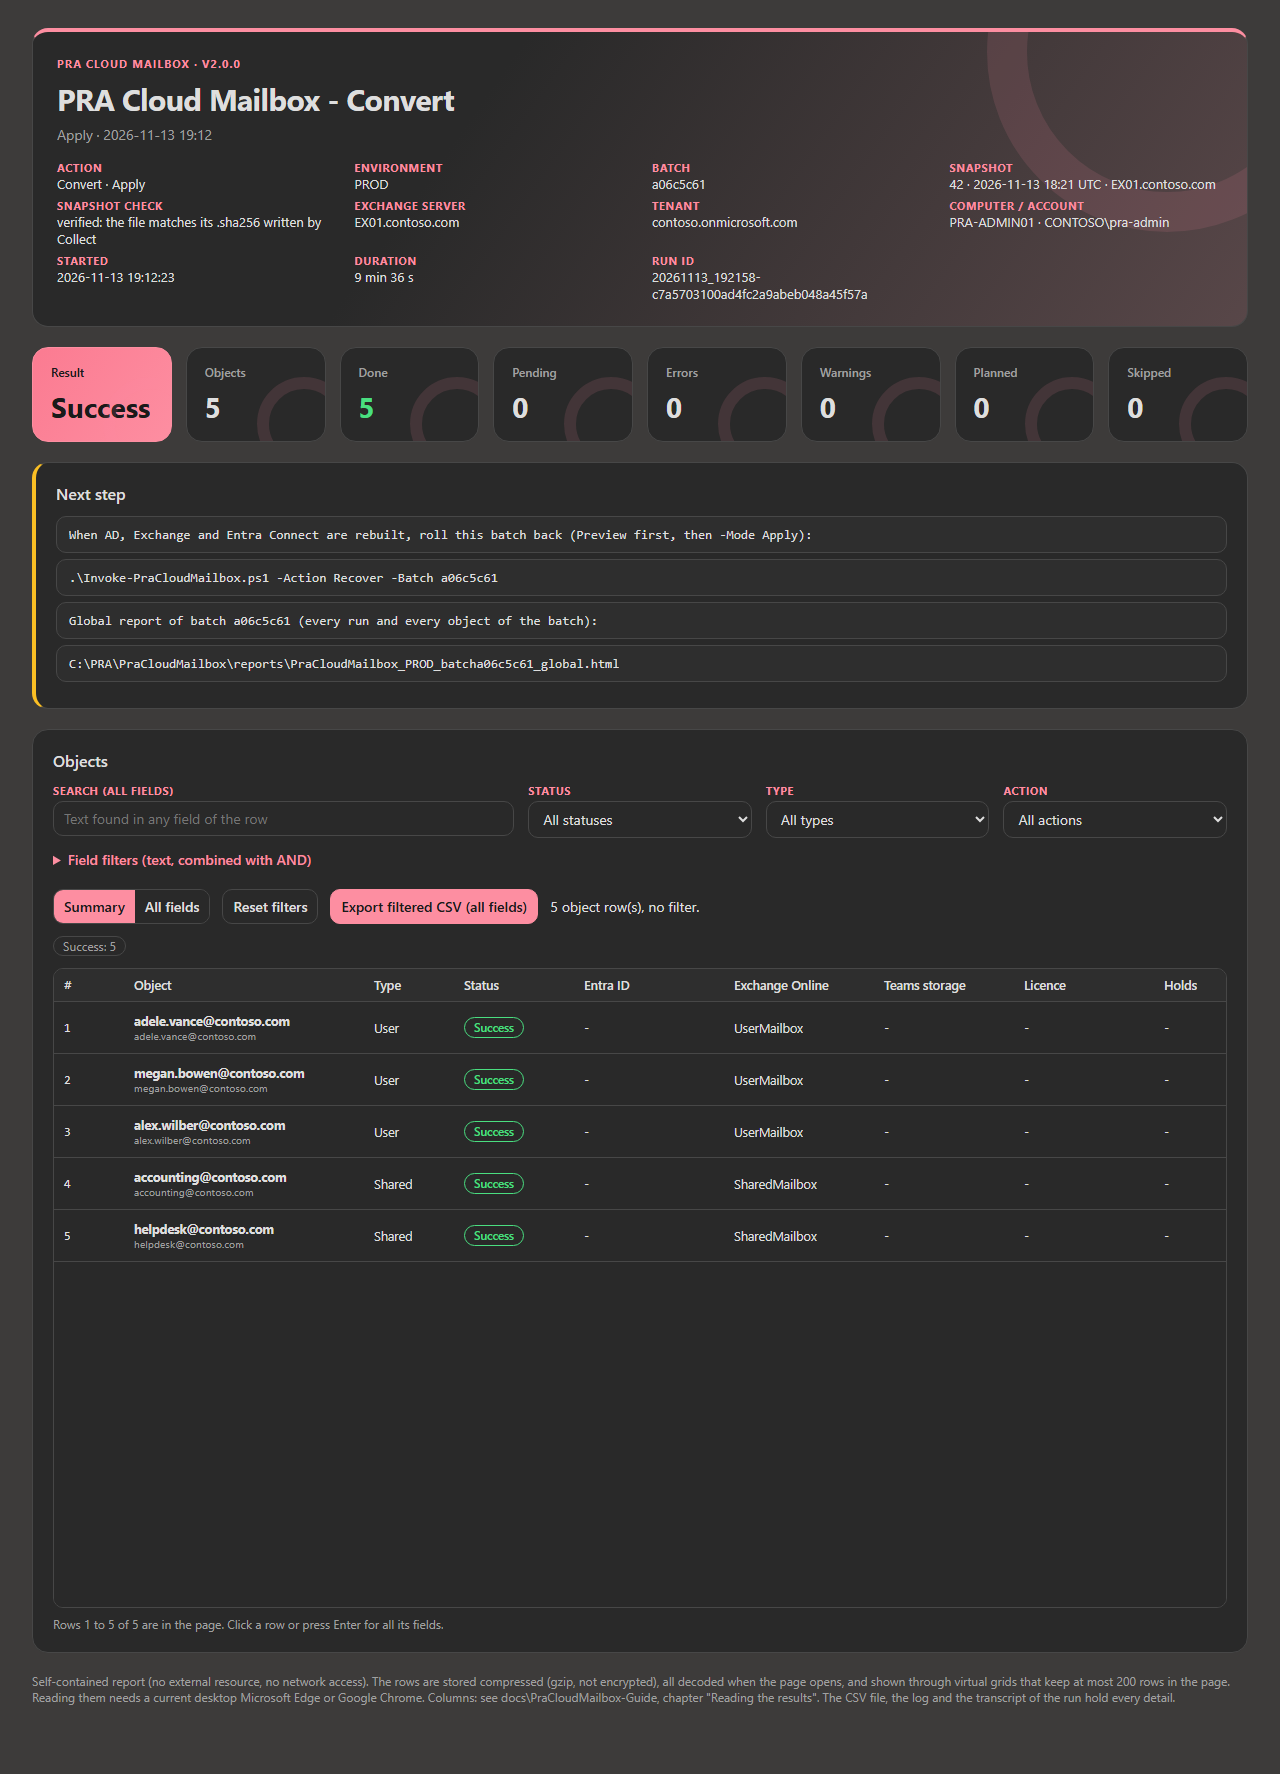 PRA CLOUD MAILBOX · V2.0.0
PRA Cloud Mailbox - Convert
Apply · 2026-11-13 19:12
ACTION
Convert · Apply
ENVIRONMENT
PROD
BATCH
a06c5c61
SNAPSHOT
42 · 2026-11-13 18:21 UTC · EX01.contoso.com
SNAPSHOT CHECK
verified: the file matches its .sha256 written by
Collect
EXCHANGE SERVER
EX01.contoso.com
TENANT
contoso.onmicrosoft.com
COMPUTER / ACCOUNT
PRA-ADMIN01 · CONTOSO\pra-admin
STARTED
2026-11-13 19:12:23
DURATION
9 min 36 s
RUN ID
20261113_192158-
c7a5703100ad4fc2a9abeb048a45f57a
Result
Success
Objects
5
Done
5
Pending
0
Errors
0
Warnings
0
Planned
0
Skipped
0
Next step
When AD, Exchange and Entra Connect are rebuilt, roll this batch back (Preview first, then -Mode Apply):
.\Invoke-PraCloudMailbox.ps1 -Action Recover -Batch a06c5c61
Global report of batch a06c5c61 (every run and every object of the batch):
C:\PRA\PraCloudMailbox\reports\PraCloudMailbox_PROD_batcha06c5c61_global.html
Objects
SEARCH (ALL FIELDS)
Text found in any field of the row
STATUS
All statuses
TYPE
All types
ACTION
All actions
Field filters (text, combined with AND)
Summary All fields Reset filters Export filtered CSV (all fields) 5 object row(s), no filter.
Success: 5
# Object Type Status Entra ID Exchange Online Teams storage Licence Holds
1 adele.vance@contoso.com User Success - UserMailbox - - -
adele.vance@contoso.com
2 megan.bowen@contoso.com User Success - UserMailbox - - -
megan.bowen@contoso.com
3 alex.wilber@contoso.com User Success - UserMailbox - - -
alex.wilber@contoso.com
4 accounting@contoso.com Shared Success - SharedMailbox - - -
accounting@contoso.com
5 helpdesk@contoso.com Shared Success - SharedMailbox - - -
helpdesk@contoso.com
Rows 1 to 5 of 5 are in the page. Click a row or press Enter for all its fields.
Self-contained report (no external resource, no network access). The rows are stored compressed (gzip, not encrypted), all decoded when the page opens, and shown through virtual grids that keep at most 200 rows in the page.
Reading them needs a current desktop Microsoft Edge or Google Chrome. Columns: see docs\PraCloudMailbox-Guide, chapter "Reading the results". The CSV file, the log and the transcript of the run hold every detail.